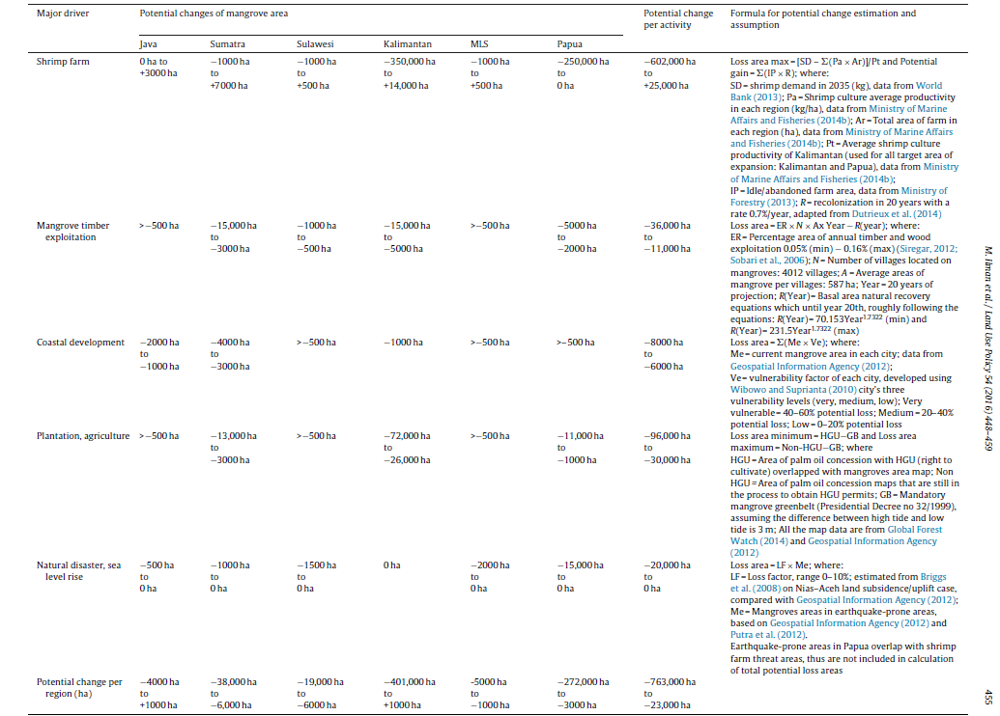 Major driver
Potential changes of mangrove area
Potential change
per activity
Formula for potential change estimation and
assumption
Java
Sumatra
Sulawesi
Kalimantan
MLS
Papua
Shrimp farm
0 ha to
+3000 ha
−1000 ha
to
+7000 ha
−1000 ha
to
+500 ha
−350,000 ha
to
+14,000 ha
−1000 ha
to
+500 ha
−250,000 ha
to
0 ha
−602,000 ha
to
+25,000 ha
Loss area max = [SD − Σ(Pa × Ar)]/Pt and Potential
gain = Σ(IP × R); where:
SD = shrimp demand in 2035 (kg), data from World
Bank (2013); Pa = Shrimp culture average productivity
in each region (kg/ha), data from Ministry of Marine
Affairs and Fisheries (2014b); Ar = Total area of farm in
each region (ha), data from Ministry of Marine Affairs
and Fisheries (2014b); Pt = Average shrimp culture
productivity of Kalimantan (used for all target area of
expansion: Kalimantan and Papua), data from Ministry
of Marine Affairs and Fisheries (2014b);
IP = Idle/abandoned farm area, data from Ministry of
Forestry (2013); R = recolonization in 20 years with a
rate 0.7%/year, adapted from Dutrieux et al. (2014)
Mangrove timber
exploitation
>−500 ha
−15,000 ha
to
−3000 ha
−1000 ha
to
−500 ha
−15,000 ha
to
−5000 ha
>−500 ha
−5000 ha
to
−2000 ha
−36,000 ha
to
−11,000 ha
Loss area = ER × N × Ax Year − R(year); where:
ER = Percentage area of annual timber and wood
exploitation 0.05% (min) − 0.16% (max) (Siregar, 2012;
Sobari et al., 2006); N = Number of villages located on
mangroves: 4012 villages; A = Average areas of
mangrove per villages: 587 ha; Year = 20 years of
projection; R(Year) = Basal area natural recovery
equations which until year 20th, roughly following the
equations: R(Year) = 70.153Year1.7322 (min) and
R(Year) = 231.5Year1.7322 (max)
Coastal development
−2000 ha
to
−1000 ha
−4000 ha
to
−3000 ha
>−500 ha
−1000 ha
>−500 ha
>−500 ha
−8000 ha
to
−6000 ha
Loss area = Σ(Me × Ve); where:
Me = current mangrove area in each city; data from
Geospatial Information Agency (2012);
Ve = vulnerability factor of each city, developed using
Wibowo and Suprianta (2010) city's three
vulnerability levels (very, medium, low); Very
vulnerable = 40–60% potential loss; Medium = 20–40%
potential loss; Low = 0–20% potential loss
Plantation, agriculture
>−500 ha
−13,000 ha
to
−3000 ha
>−500 ha
−72,000 ha
to
−26,000 ha
>−500 ha
−11,000 ha
to
−1000 ha
−96,000 ha
to
−30,000 ha
Loss area minimum = HGU−GB and Loss area
maximum = Non-HGU−GB; where
HGU = Area of palm oil concession with HGU (right to
cultivate) overlapped with mangroves area map; Non
HGU = Area of palm oil concession maps that are still in
the process to obtain HGU permits; GB = Mandatory
mangrove greenbelt (Presidential Decree no 32/1999),
assuming the difference between high tide and low
tide is 3 m; All the map data are from Global Forest
Watch (2014) and Geospatial Information Agency
(2012)
Natural disaster, sea
level rise
−500 ha
to
0 ha
−1000 ha
to
0 ha
−1500 ha
to
0 ha
0 ha
−2000 ha
to
0 ha
−15,000 ha
to
0 ha
−20,000 ha
to
0 ha
Loss area = LF × Me; where:
LF = Loss factor, range 0–10%; estimated from Briggs
et al. (2008) on Nias–Aceh land subsidence/uplift case,
compared with Geospatial Information Agency (2012);
Me = Mangroves areas in earthquake-prone areas,
based on Geospatial Information Agency (2012) and
Putra et al. (2012).
Earthquake-prone areas in Papua overlap with shrimp
farm threat areas, thus are not included in calculation
of total potential loss areas
Potential change per
region (ha)
−4000 ha
to
+1000 ha
−38,000 ha
to
−6,000 ha
−19,000 ha
to
−6000 ha
−401,000 ha
to
+1000 ha
-5000 ha
to
−1000 ha
−272,000 ha
to
−3000 ha
−763,000 ha
to
−23,000 ha
M. Ilman et al. / Land Use Policy 54 (2016) 448–459
455